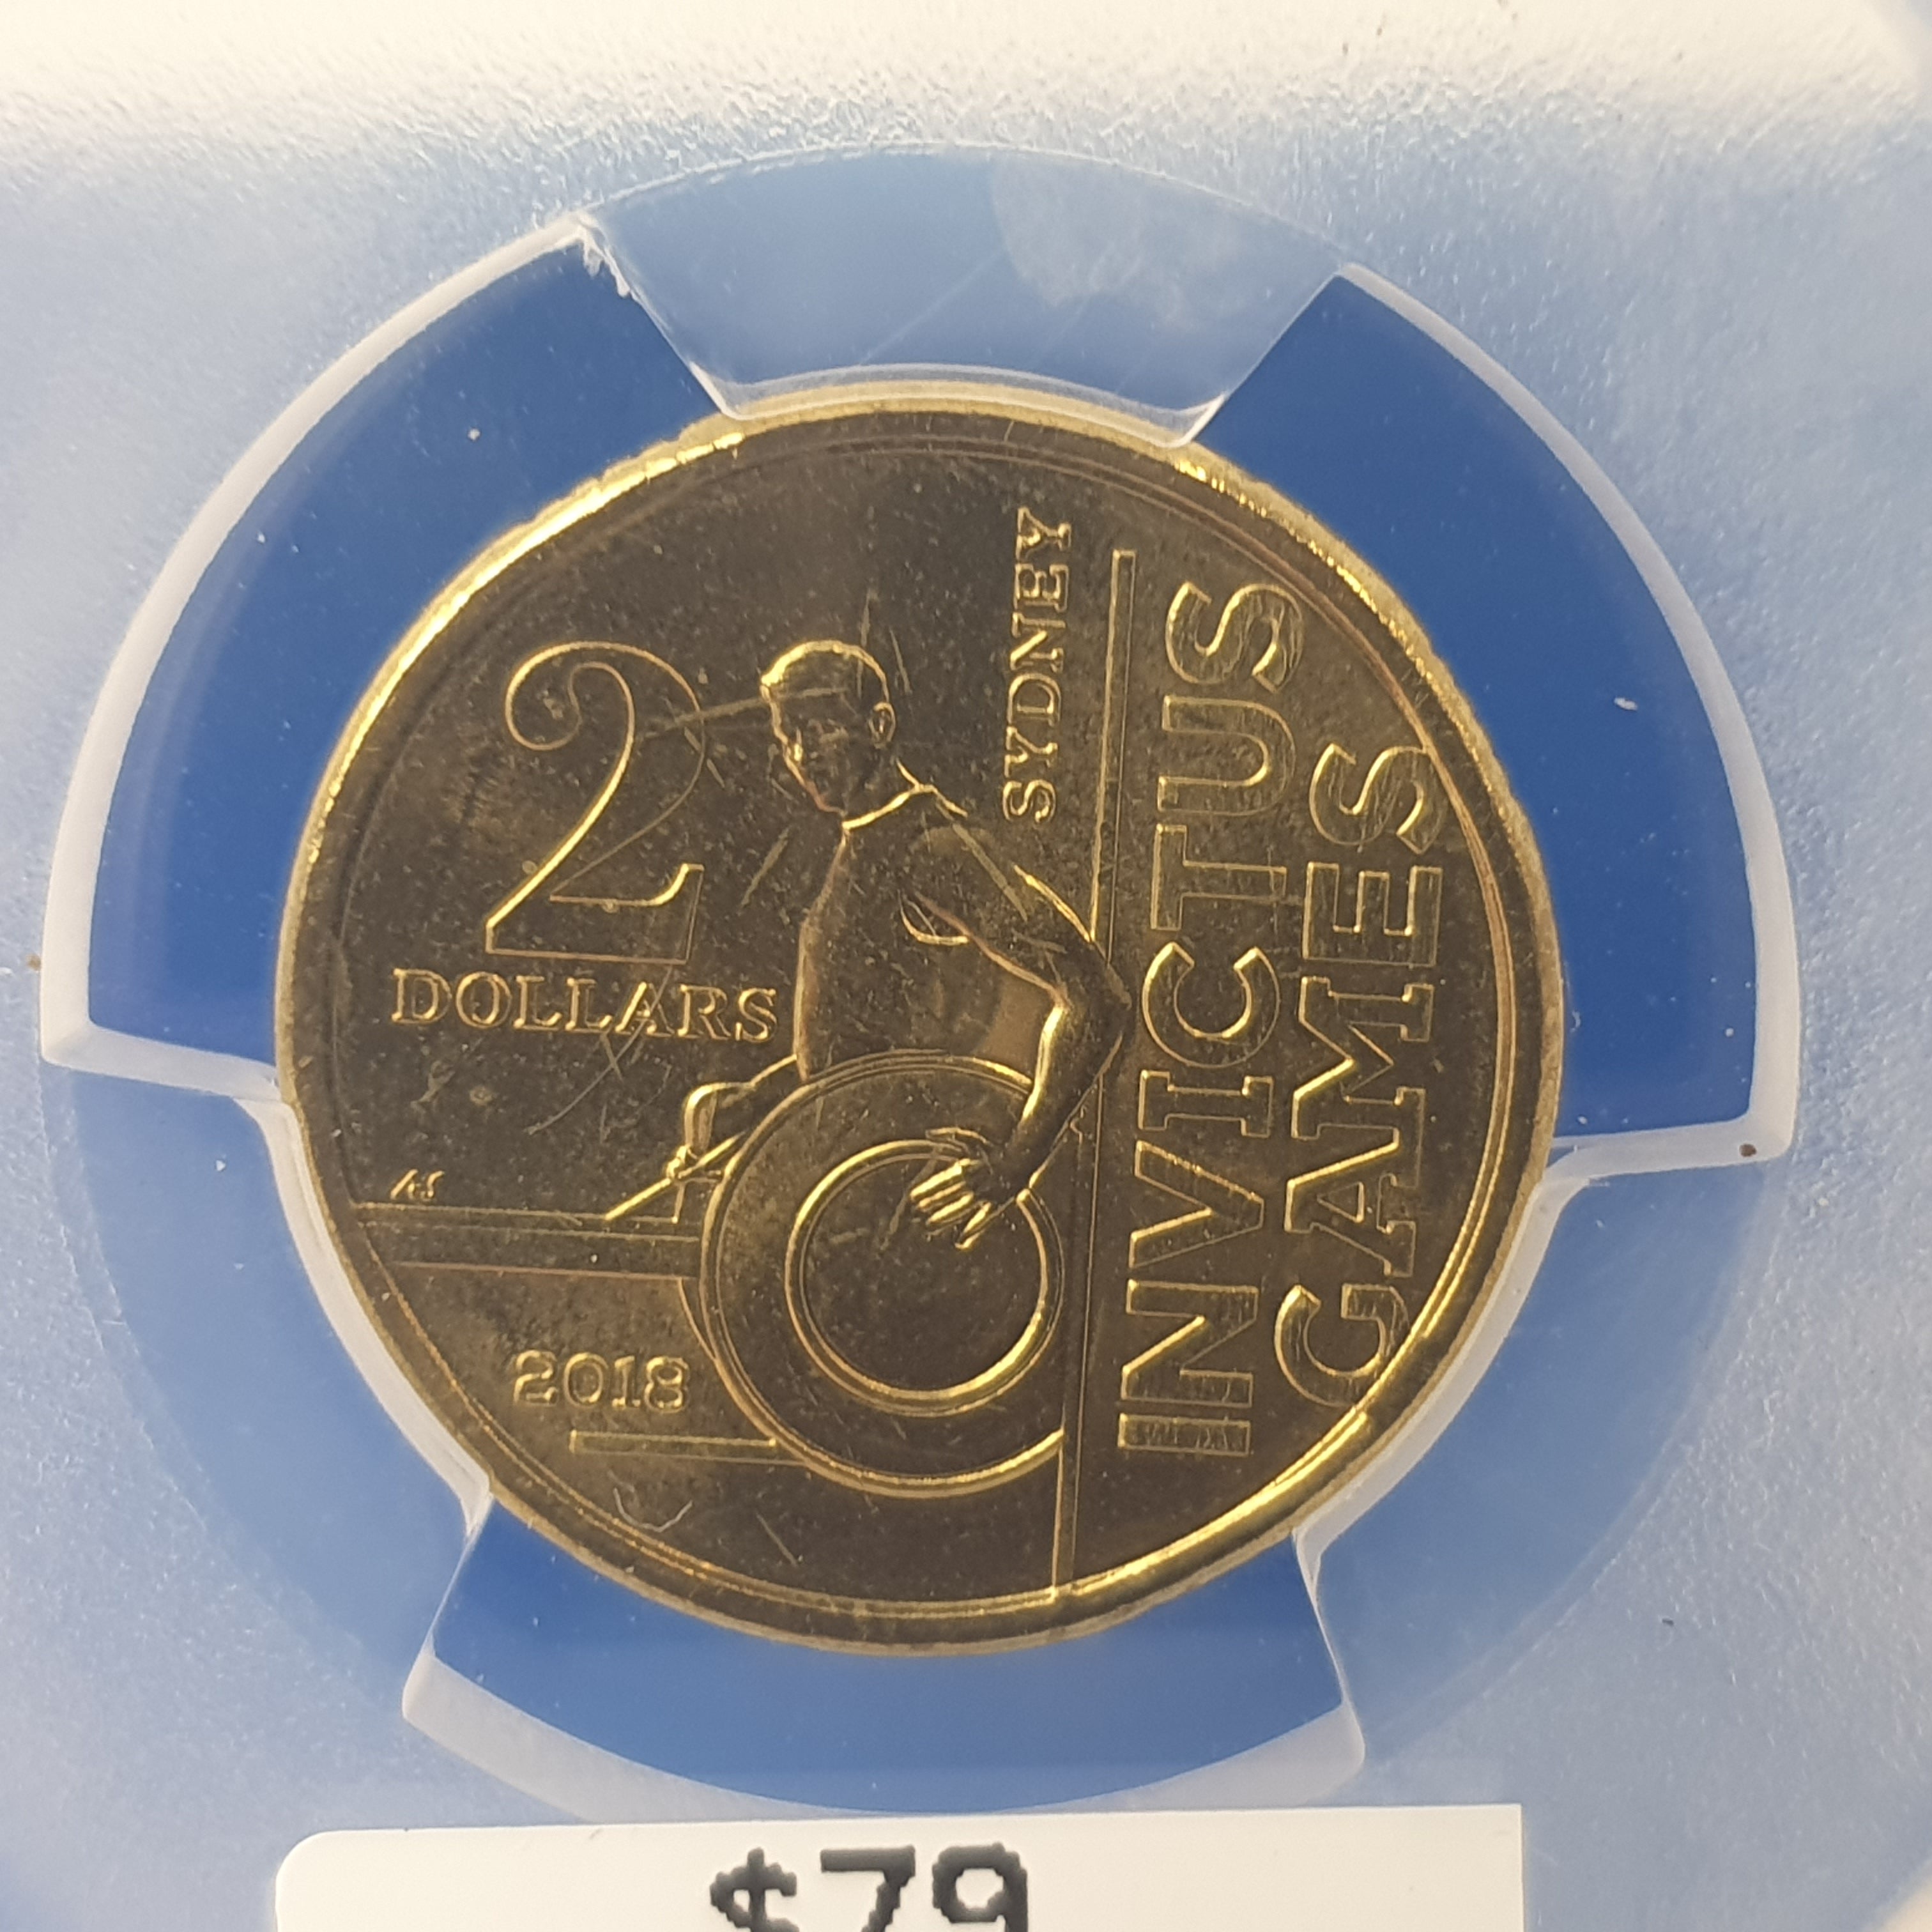 2
DOLLARS
SYDNEY
INVICTUS
GAMES
AS
2018
$79